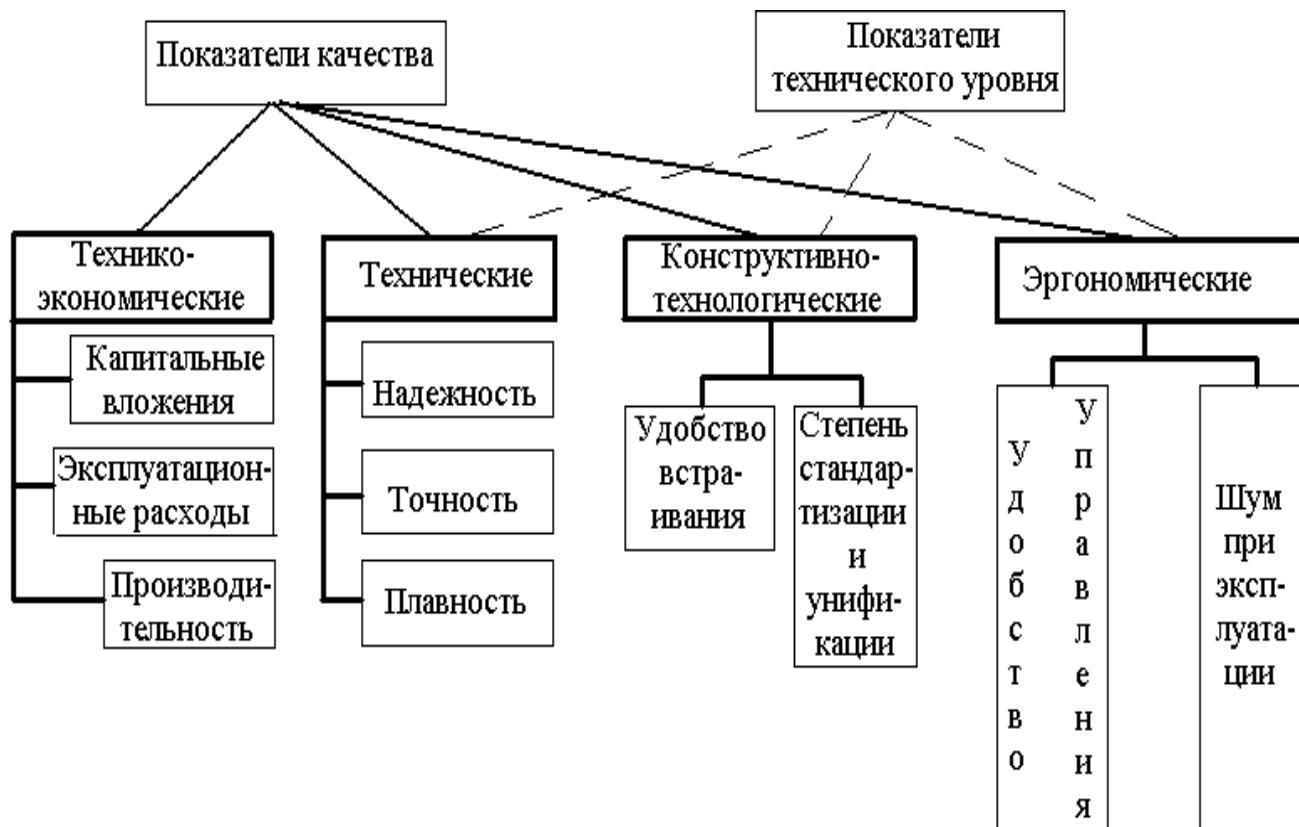 Показатели качества
Показатели
технического уровня
Технико-
экономические
Технические
Конструктивно-
технологические
Эргономические
Капитальные
вложения
Эксплуатацион-
ные расходы
Производи-
тельность
Надежность
Точность
Плавность
Удобство
встра-
ивания
Степень
стандар-
тизации
и
унифи-
кации
Удобство
Управления
Шум
при
эксп-
луата-
ции